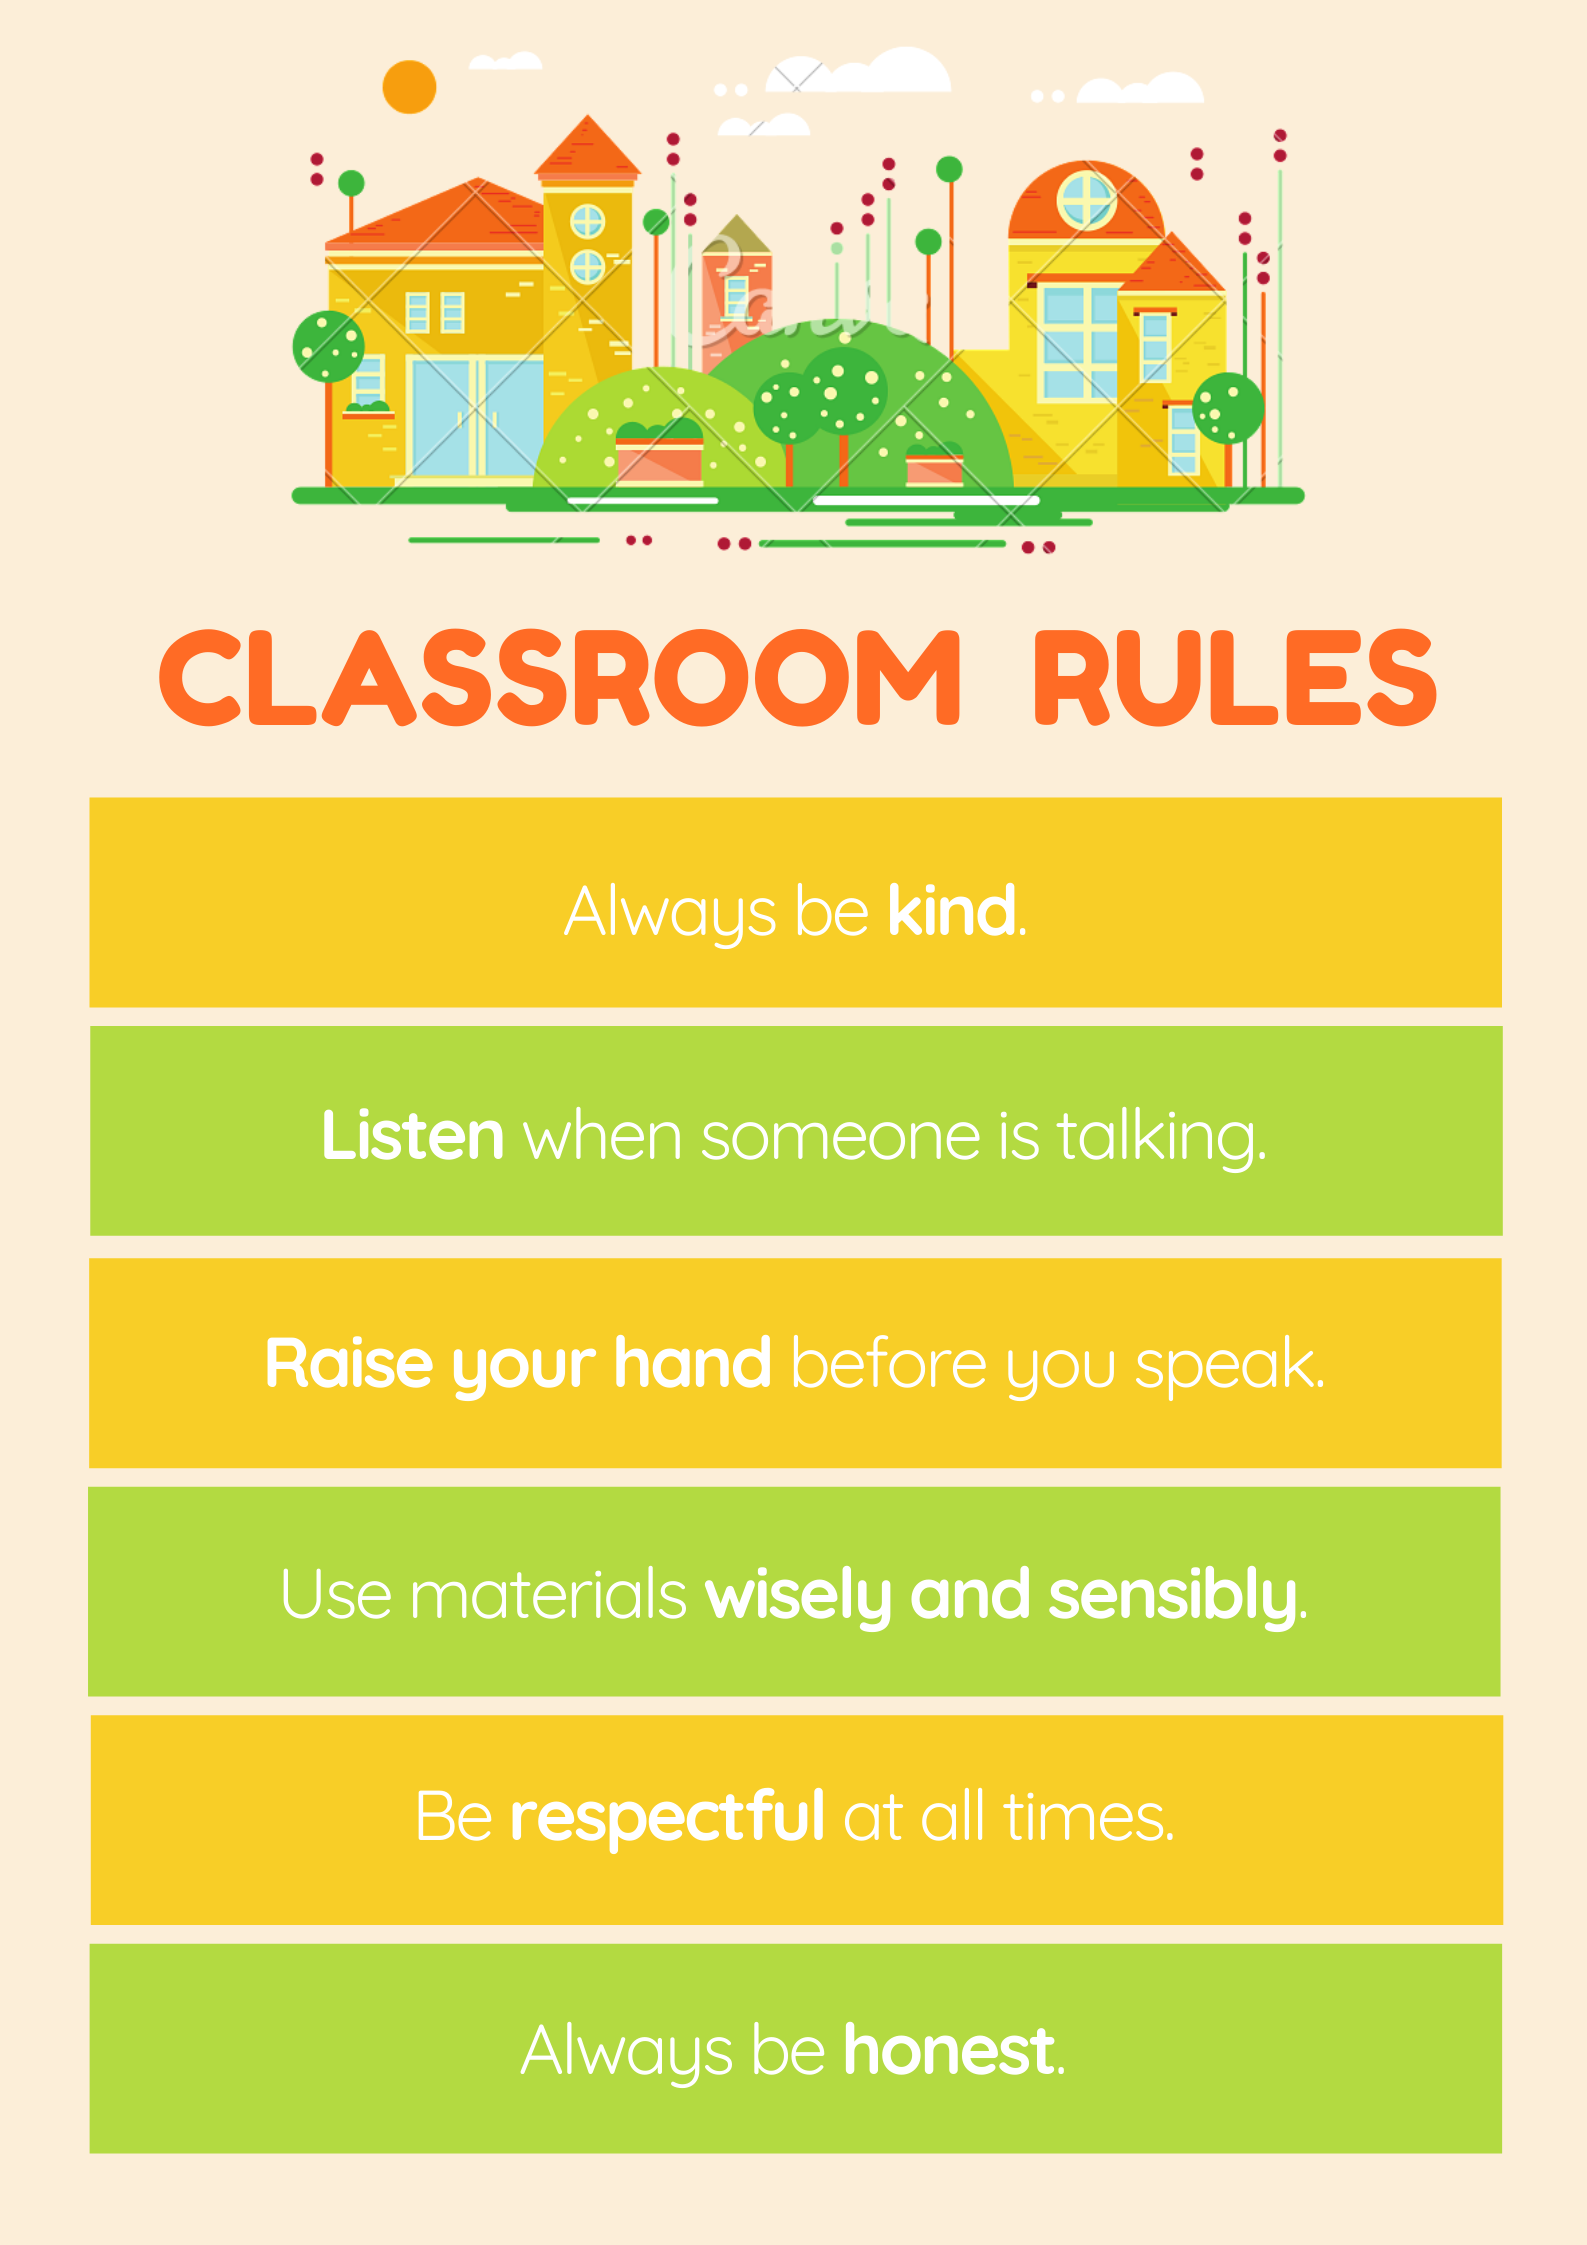 Canva
CLASSROOM RULES
Always be kind.
Listen when someone is talking.
Raise your hand before you speak.
Use materials wisely and sensibly.
Be respectful at all times.
Always be honest.